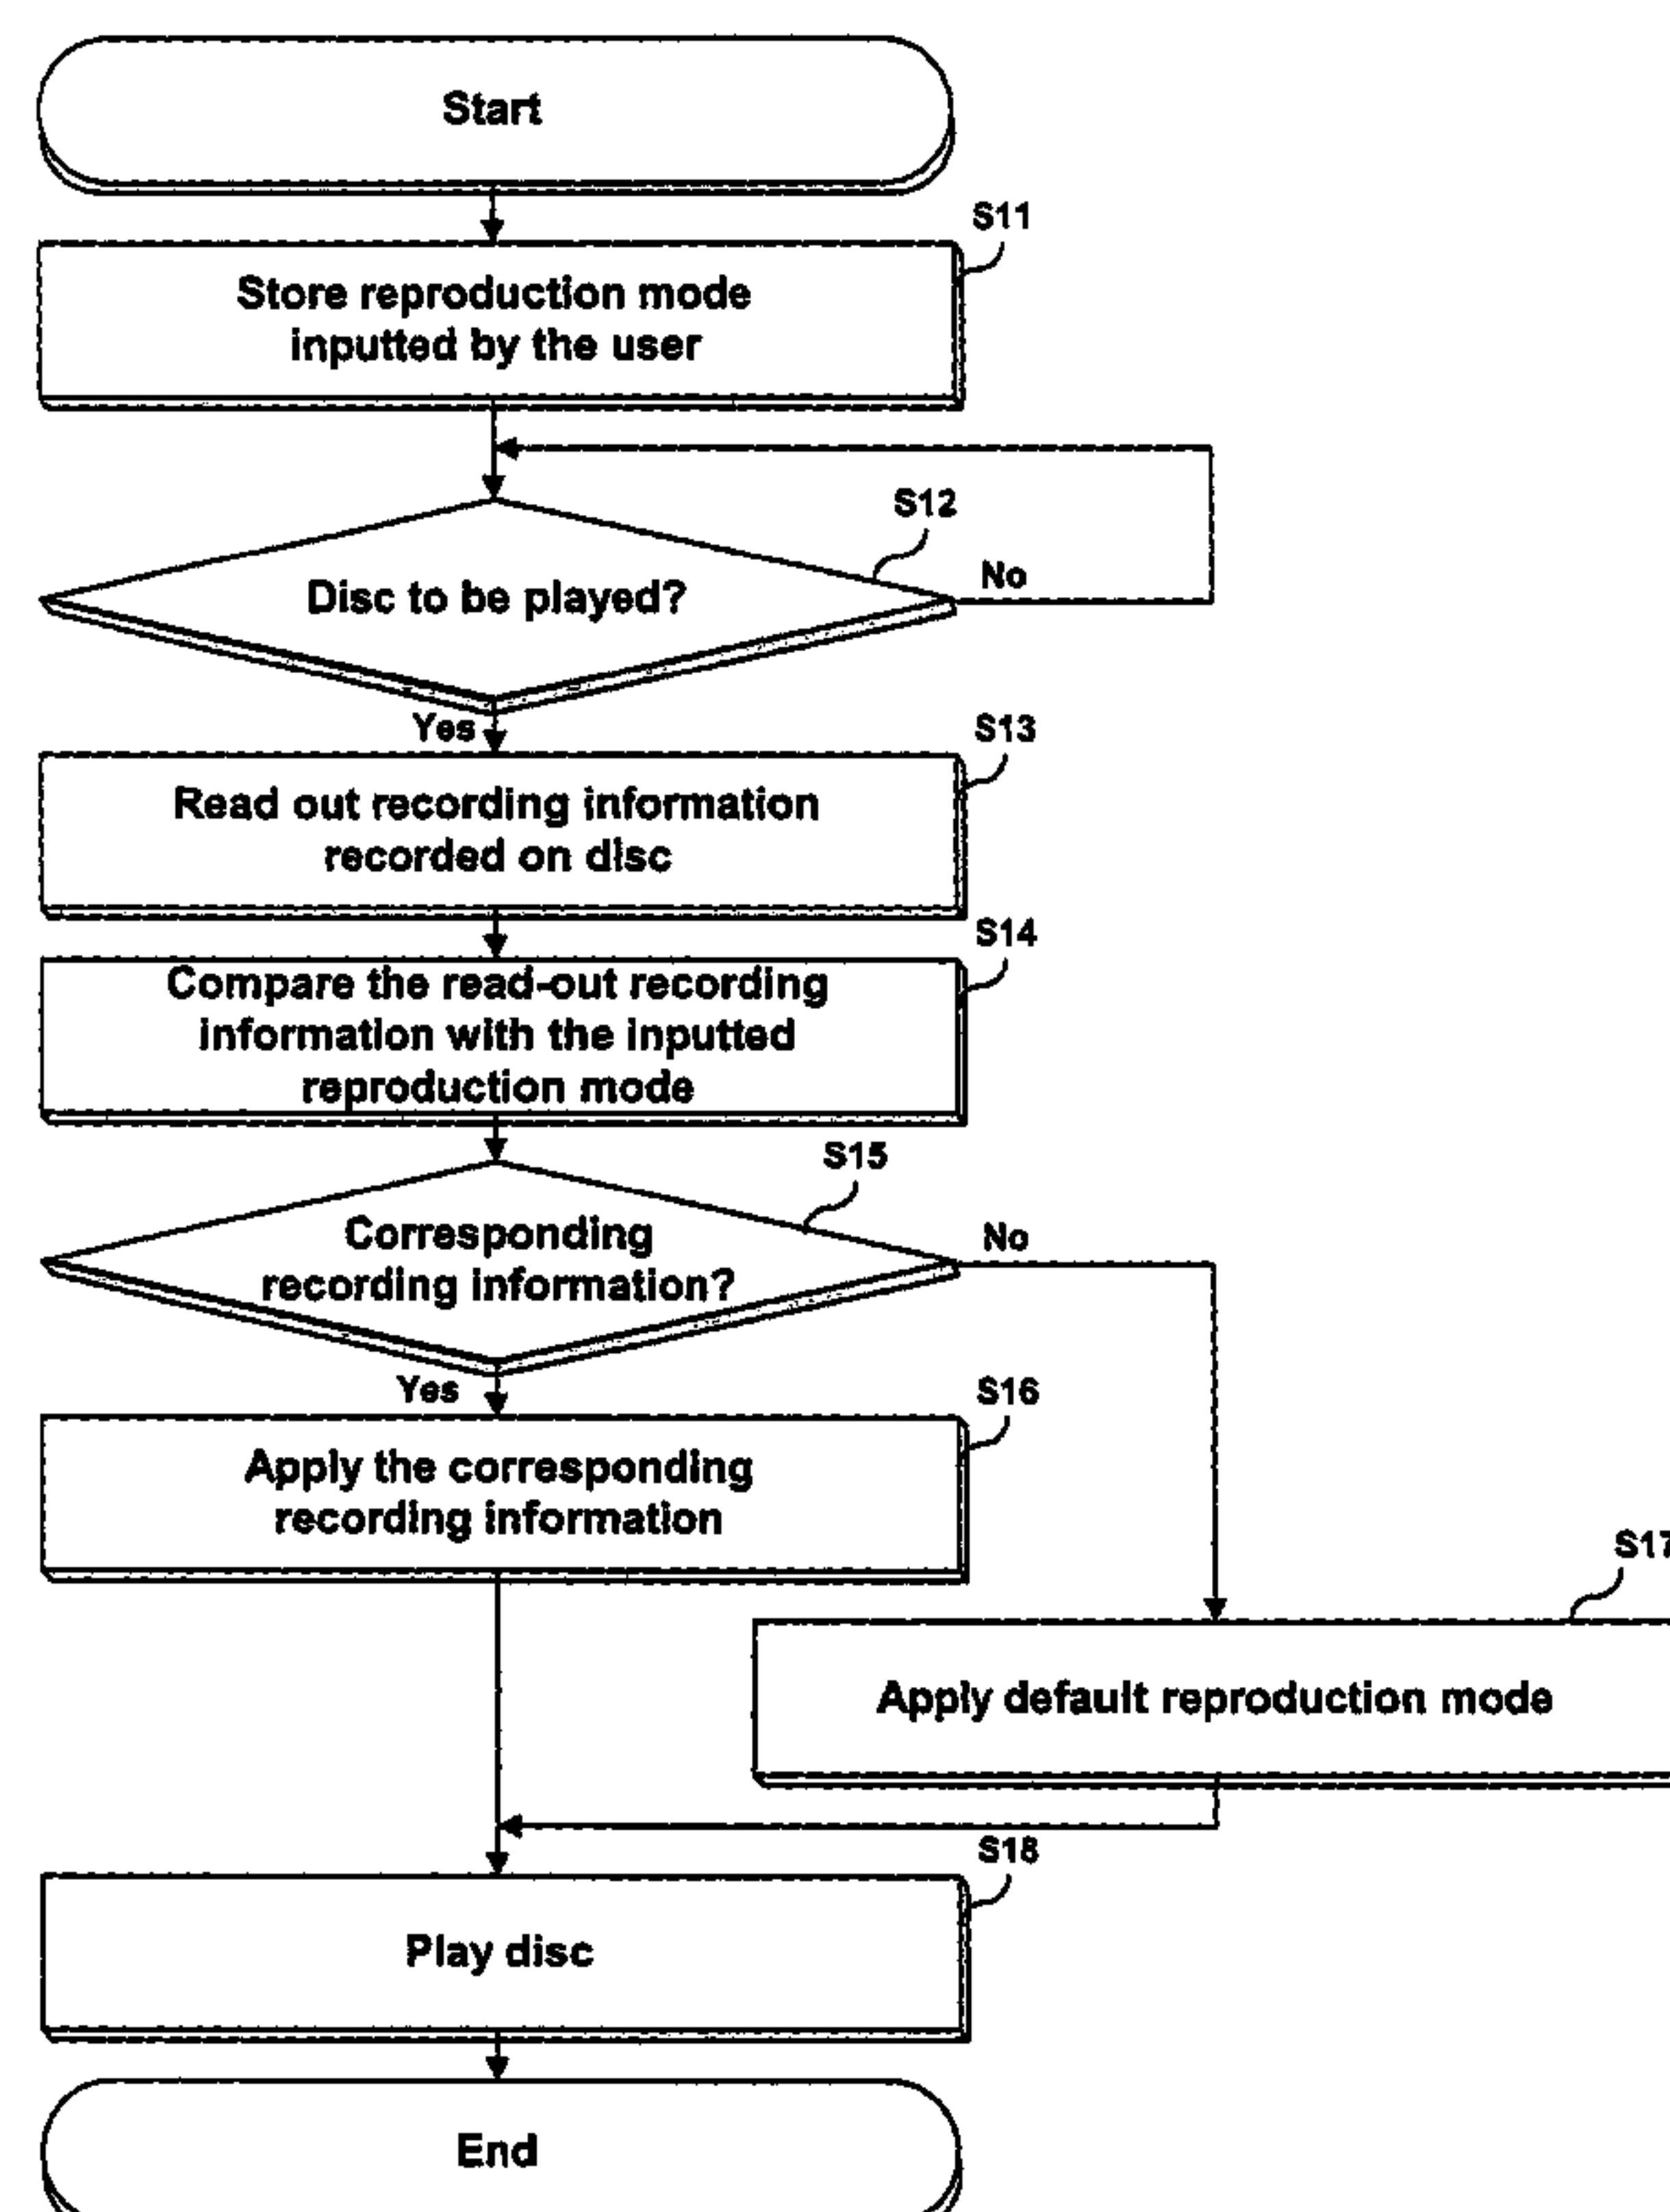 Start
S11
Store reproduction mode
inputted by the user
S12
Disc to be played?
No
Yes
S13
Read out recording information
recorded on disc
S14
Compare the read-out recording
information with the inputted
reproduction mode
S15
Corresponding
recording information?
No
Yes
S16
Apply the corresponding
recording information
S17
Apply default reproduction mode
S18
Play disc
End